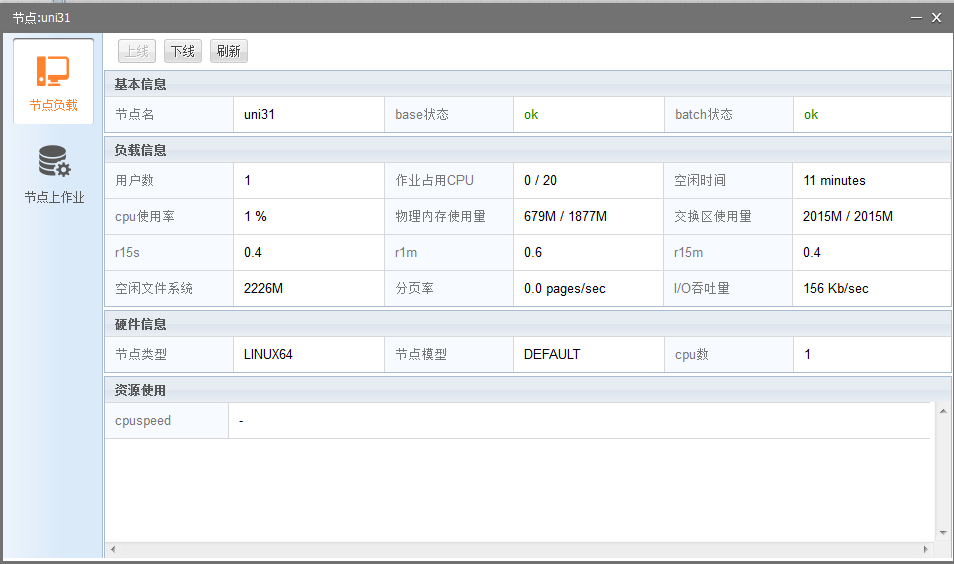 节点:uni31
节点负载
节点上作业
上线 下线 刷新
基本信息
节点名 uni31 base状态 ok batch状态 ok
负载信息
用户数 1 作业占用CPU 0 / 20 空闲时间 11 minutes
cpu使用率 1 % 物理内存使用量 679M / 1877M 交换区使用量 2015M / 2015M
r15s 0.4 r1m 0.6 r15m 0.4
空闲文件系统 2226M 分页率 0.0 pages/sec I/O吞吐量 156 Kb/sec
硬件信息
节点类型 LINUX64 节点模型 DEFAULT cpu数 1
资源使用
cpuspeed -